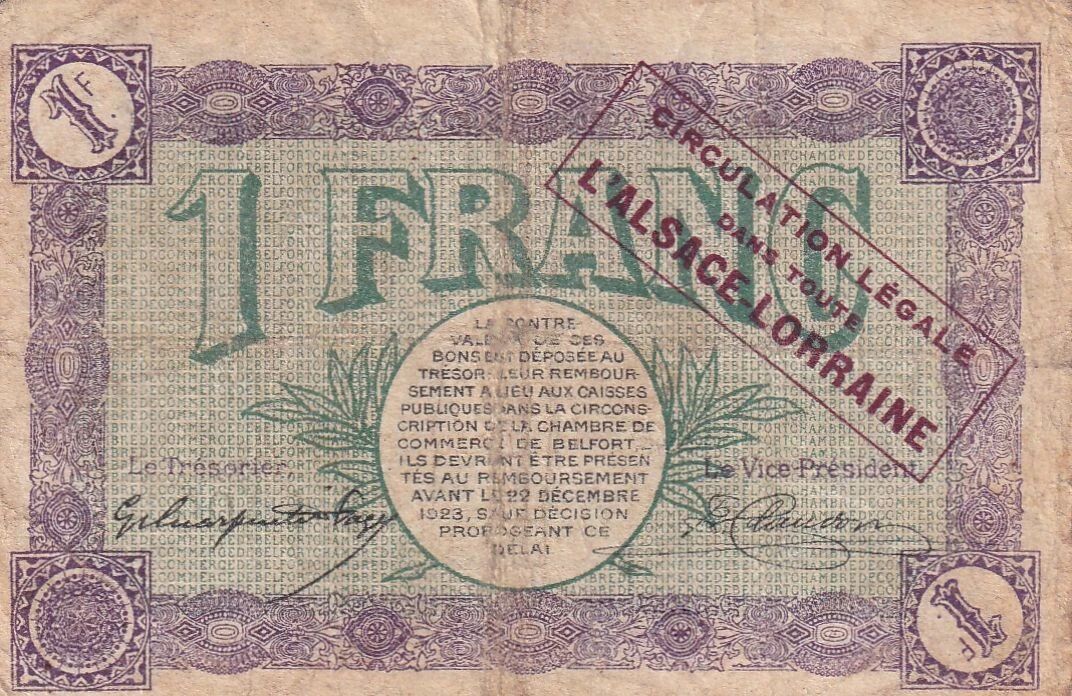 1 F.
1 FRANC
CIRCULATION LÉGALE
DANS TOUTE
L'ALSACE-LORRAINE
LA CONTRE
VALEUR DE CES
BONS EST DÉPOSÉE AU
TRÉSOR. LEUR REMBOUR-
SEMENT A LIEU AUX CAISSES
PUBLIQUES DANS LA CIRCONS-
CRIPTION DE LA CHAMBRE DE
COMMERCE DE BELFORT.
ILS DEVRONT ÊTRE PRÉSEN
TÉS AU REMBOURSEMENT
AVANT LE 22 DÉCEMBRE
1923, SAUF DÉCISION
PROROGEANT CE
DÉLAI
Le Trésorier
Le Vice-Président
1 F.